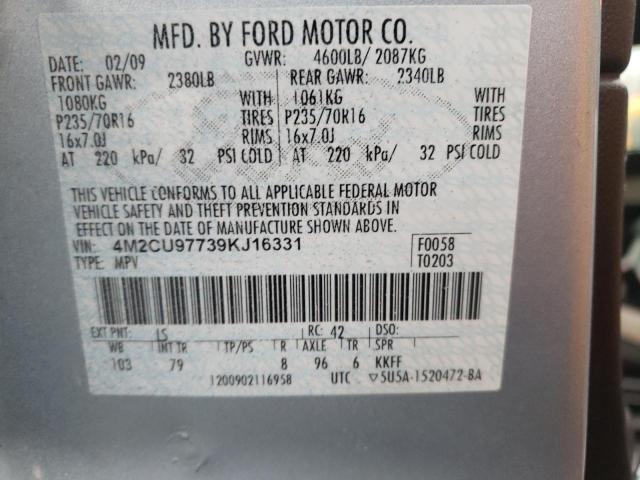 MFD. BY FORD MOTOR CO.
DATE: 02/09 GVWR: 4600LB/ 2087KG
FRONT GAWR: 2380LB REAR GAWR: 2340LB
1080KG WITH 1061KG WITH
P235/70R16 TIRES P235/70R16 TIRES
16x7.0J RIMS 16x7.0J RIMS
AT 220 kPa/ 32 PSI COLD AT 220 kPa/ 32 PSI COLD
THIS VEHICLE CONFORMS TO ALL APPLICABLE FEDERAL MOTOR
VEHICLE SAFETY AND THEFT PREVENTION STANDARDS IN
EFFECT ON THE DATE OF MANUFACTURE SHOWN ABOVE.
VIN: 4M2CU97739KJ16331 F0058
TYPE: MPV T0203
EXT PNT: LS RC: 42 DSO:
WB INT TR TP/PS R AXLE TR SPR
103 79 8 96 6 KKFF
1200902116958 UTC ▽5U5A-1520472-BA